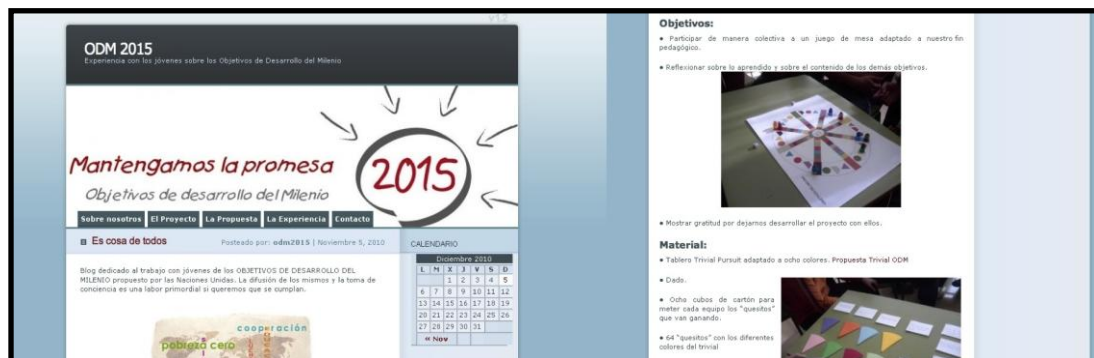 v1.2
ODM 2015
Experiencia con los jóvenes sobre los Objetivos de Desarrollo del Milenio
Mantengamos la promesa
Objetivos de desarrollo del Milenio
2015
Sobre nosotros El Proyecto La Propuesta La Experiencia Contacto
Es cosa de todos
Posteado por: odm2015 | Noviembre 5, 2010
Blog dedicado al trabajo con jóvenes de los OBJETIVOS DE DESARROLLO DEL
MILENIO propuesto por las Naciones Unidas. La difusión de los mismos y la toma de
conciencia es una labor primordial si queremos que se cumplan.
cooperación
pobreza cero
CALENDARIO
Diciembre 2010
L M X J V S D
1 2 3 4 5
6 7 8 9 10 11 12
13 14 15 16 17 18 19
20 21 22 23 24 25 26
27 28 29 30 31
« Nov
Objetivos:
• Participar de manera colectiva a un juego de mesa adaptado a nuestro fin
pedagógico.
• Reflexionar sobre lo aprendido y sobre el contenido de los demás objetivos.
• Mostrar gratitud por dejarnos desarrollar el proyecto con ellos.
Material:
• Tablero Trivial Pursuit adaptado a ocho colores. Propuesta Trivial ODM
• Dado.
• Ocho cubos de cartón para
meter cada equipo los "quesitos"
que van ganando.
• 64 "quesitos" con los diferentes
colores del trivial